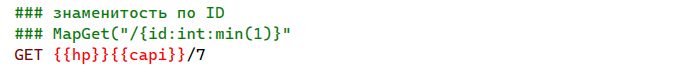 ### знаменитость по ID
### MapGet("/{id:int:min(1)}"
GET {{hp}}{{capi}}/7